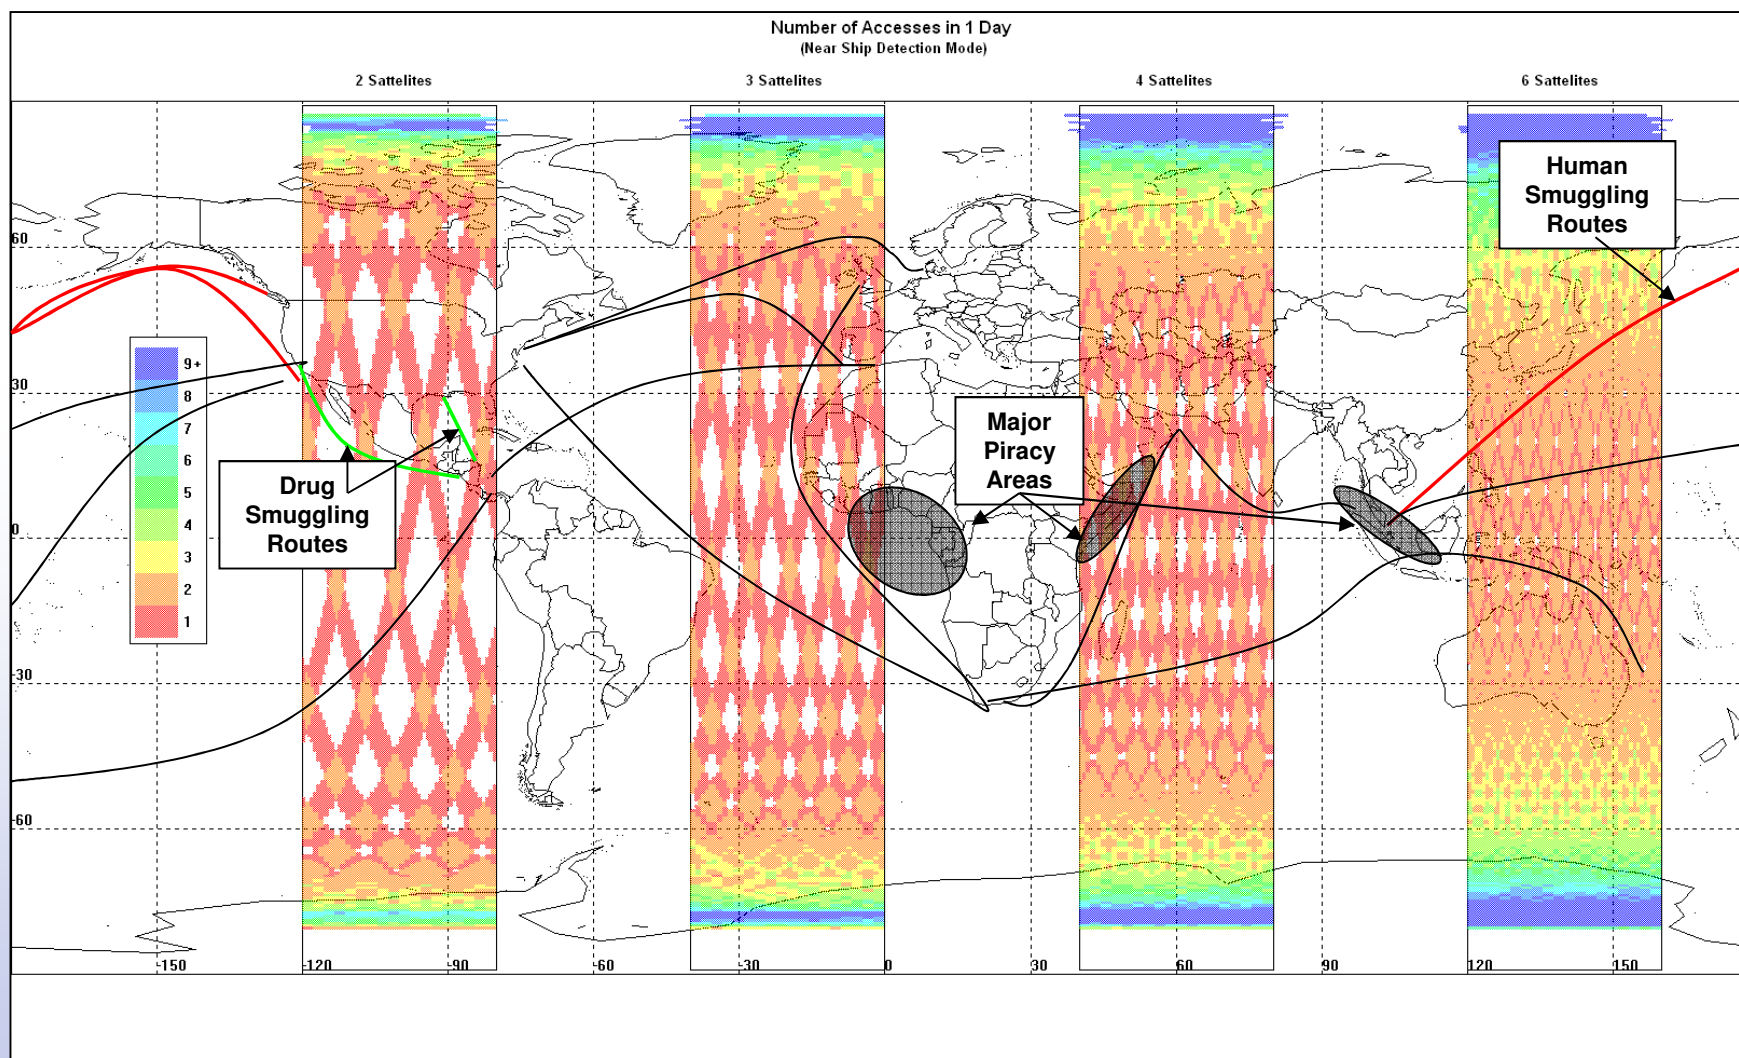 Number of Accesses in 1 Day
(Near Ship Detection Mode)
2 Sattelites
3 Sattelites
4 Sattelites
6 Sattelites
Human
Smuggling
Routes
60
9+
8
7
6
5
4
3
2
1
30
Major
Piracy
Areas
Drug
Smuggling
Routes
0
-30
-60
-150
-120
-90
-60
-30
0
30
60
90
120
150